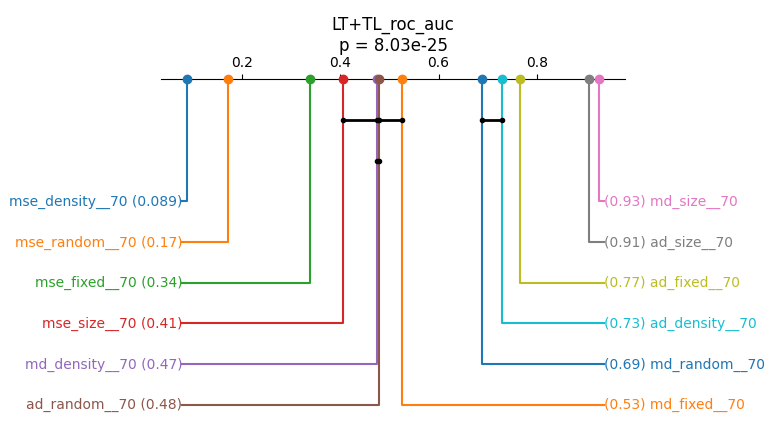 LT+TL_roc_auc
p = 8.03e-25
0.2 0.4 0.6 0.8
mse_density__70 (0.089)
(0.93) md_size__70
mse_random__70 (0.17)
(0.91) ad_size__70
mse_fixed__70 (0.34)
(0.77) ad_fixed__70
mse_size__70 (0.41)
(0.73) ad_density__70
md_density__70 (0.47)
(0.69) md_random__70
ad_random__70 (0.48)
(0.53) md_fixed__70